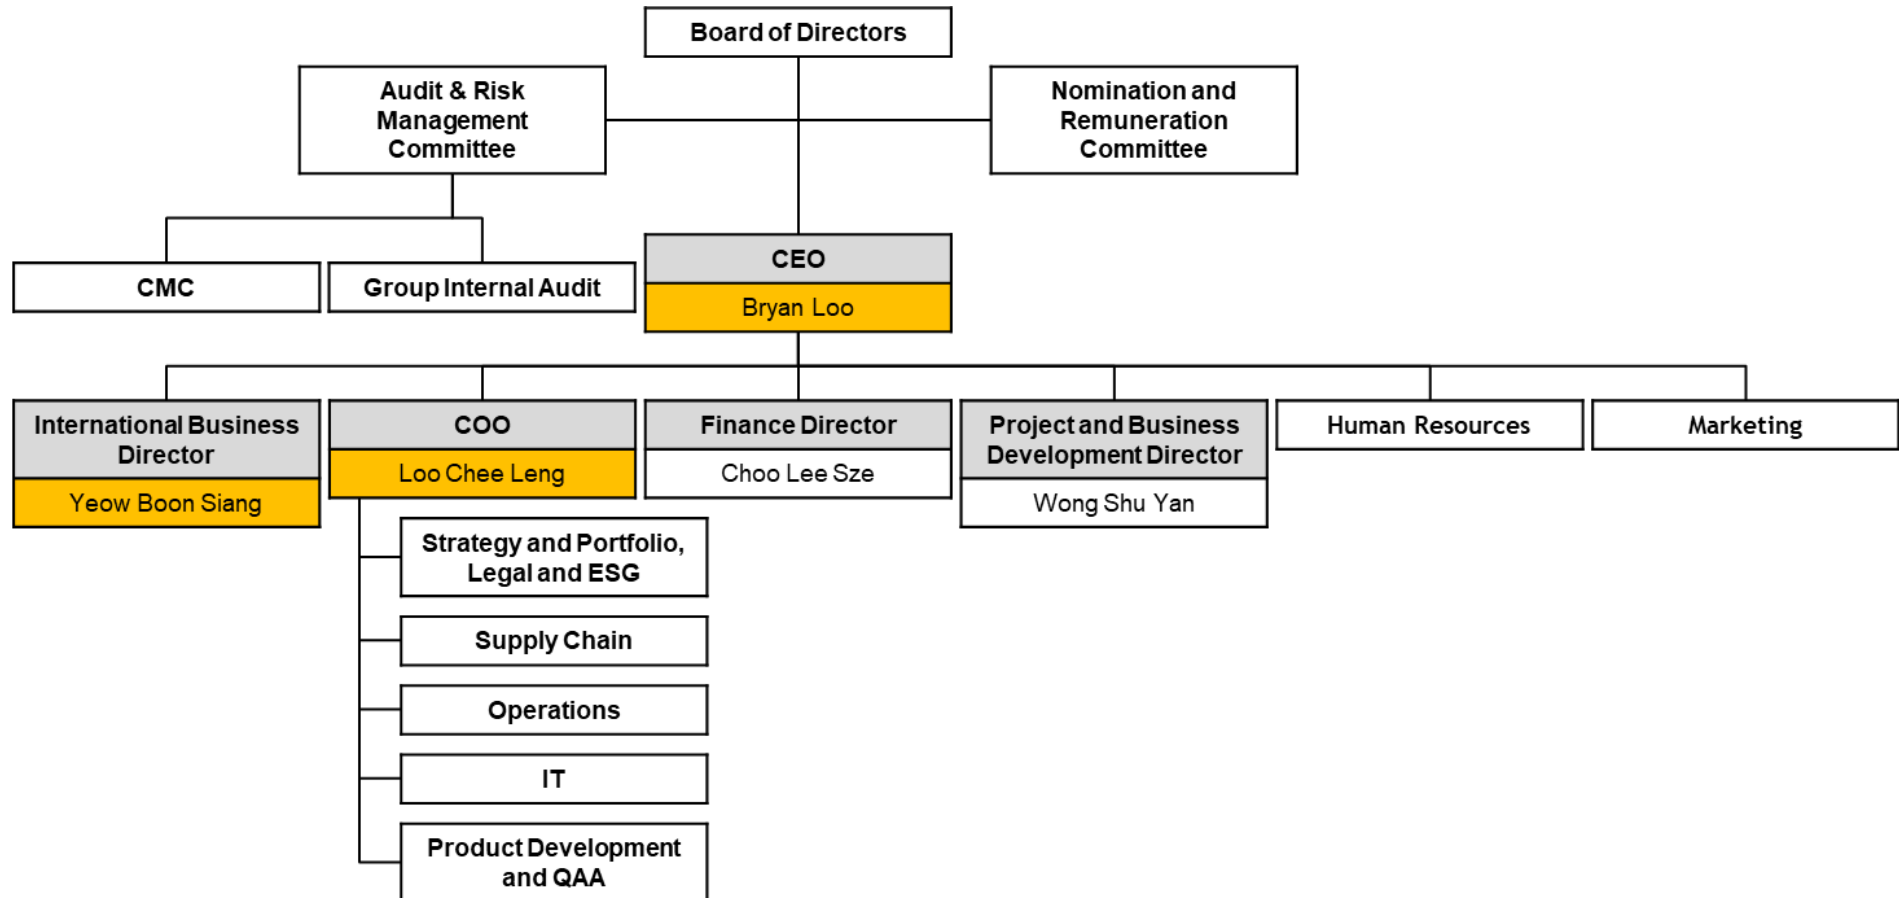 Board of Directors
Audit & Risk
Management
Committee
Nomination and
Remuneration
Committee
CMC
Group Internal Audit
CEO
Bryan Loo
International Business
Director
Yeow Boon Siang
COO
Loo Chee Leng
Finance Director
Choo Lee Sze
Project and Business
Development Director
Wong Shu Yan
Human Resources
Marketing
Strategy and Portfolio,
Legal and ESG
Supply Chain
Operations
IT
Product Development
and QAA